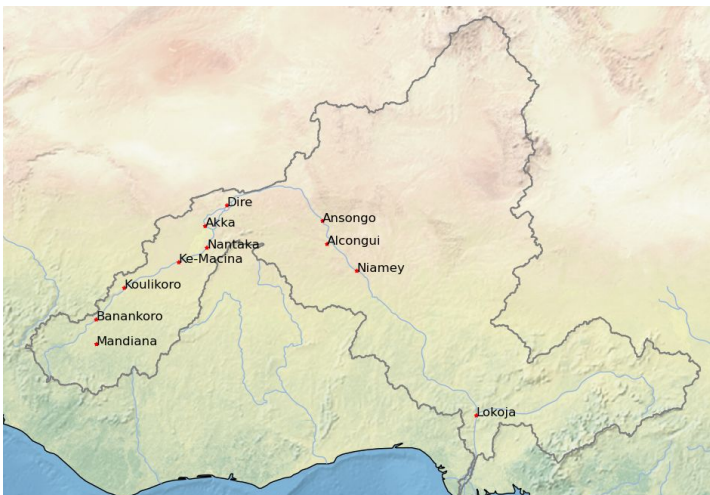 Dire
Ansongo
Akka
Alcongui
Nantaka
Ke-Macina
Niamey
Koulikoro
Banankoro
Mandiana
Lokoja